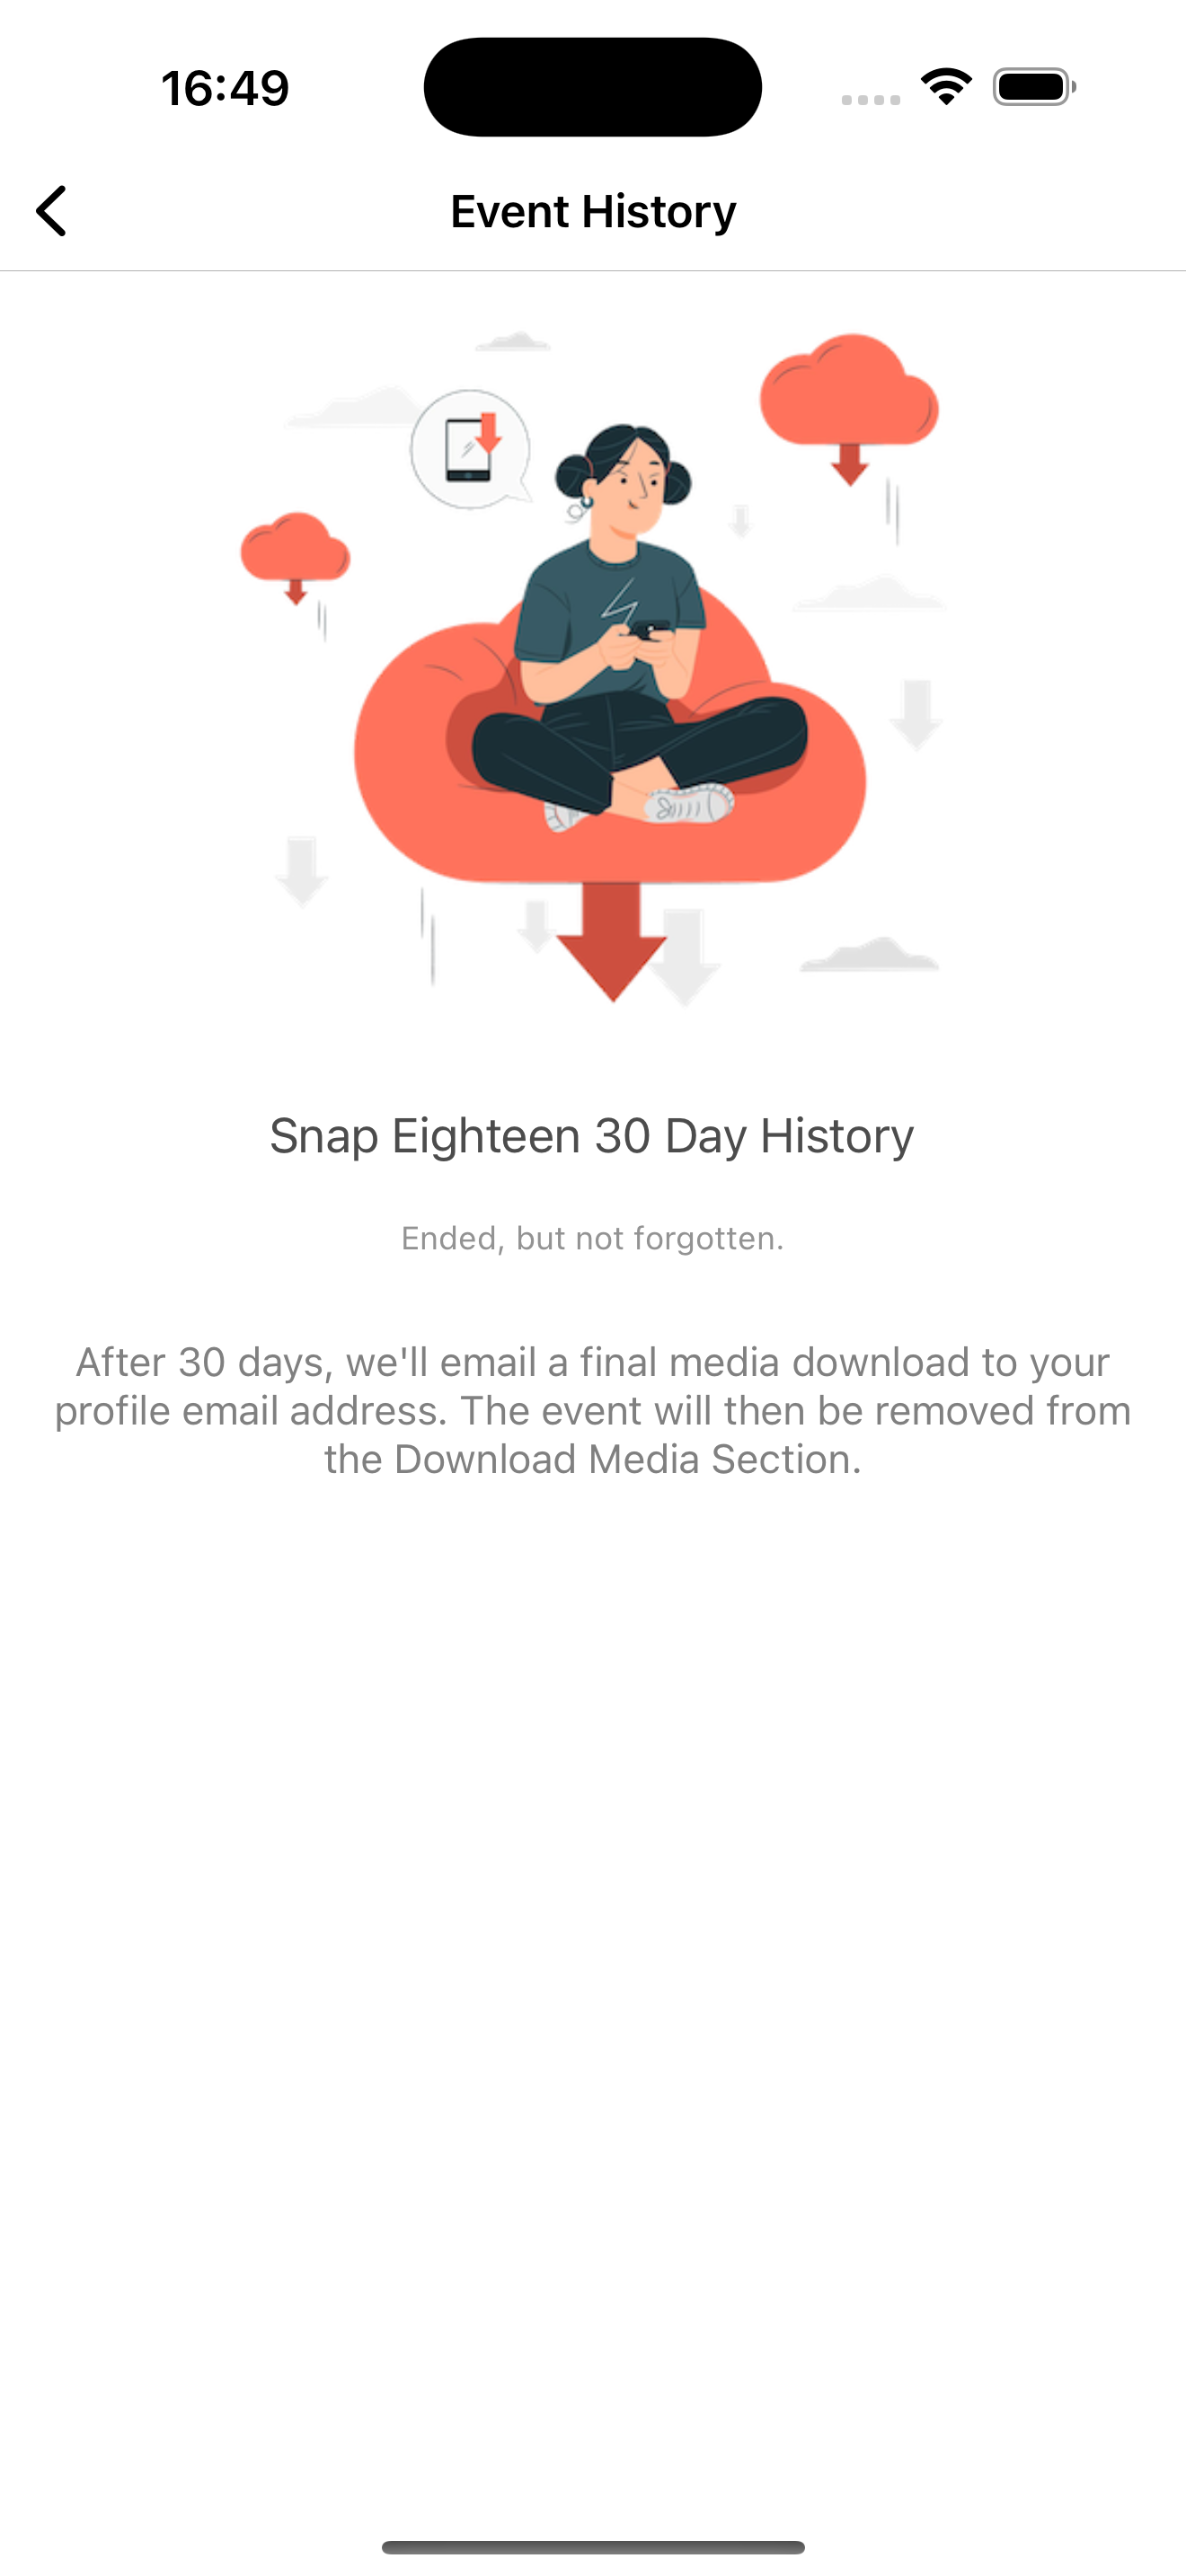 16:49
Event History
Snap Eighteen 30 Day History
Ended, but not forgotten.
After 30 days, we'll email a final media download to your
profile email address. The event will then be removed from
the Download Media Section.